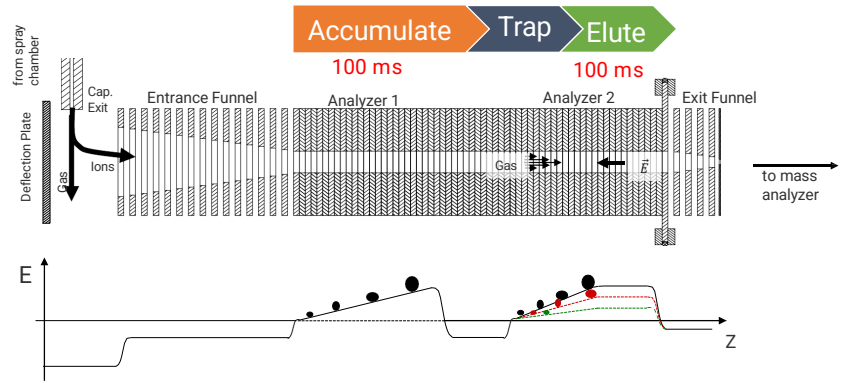 Accumulate
Trap
Elute
100 ms
100 ms
from spray
chamber
Cap.
Exit
Entrance Funnel
Analyzer 1
Analyzer 2
Exit Funnel
Deflection Plate
Gas
Ions
Gas
E
to mass
analyzer
E
Z